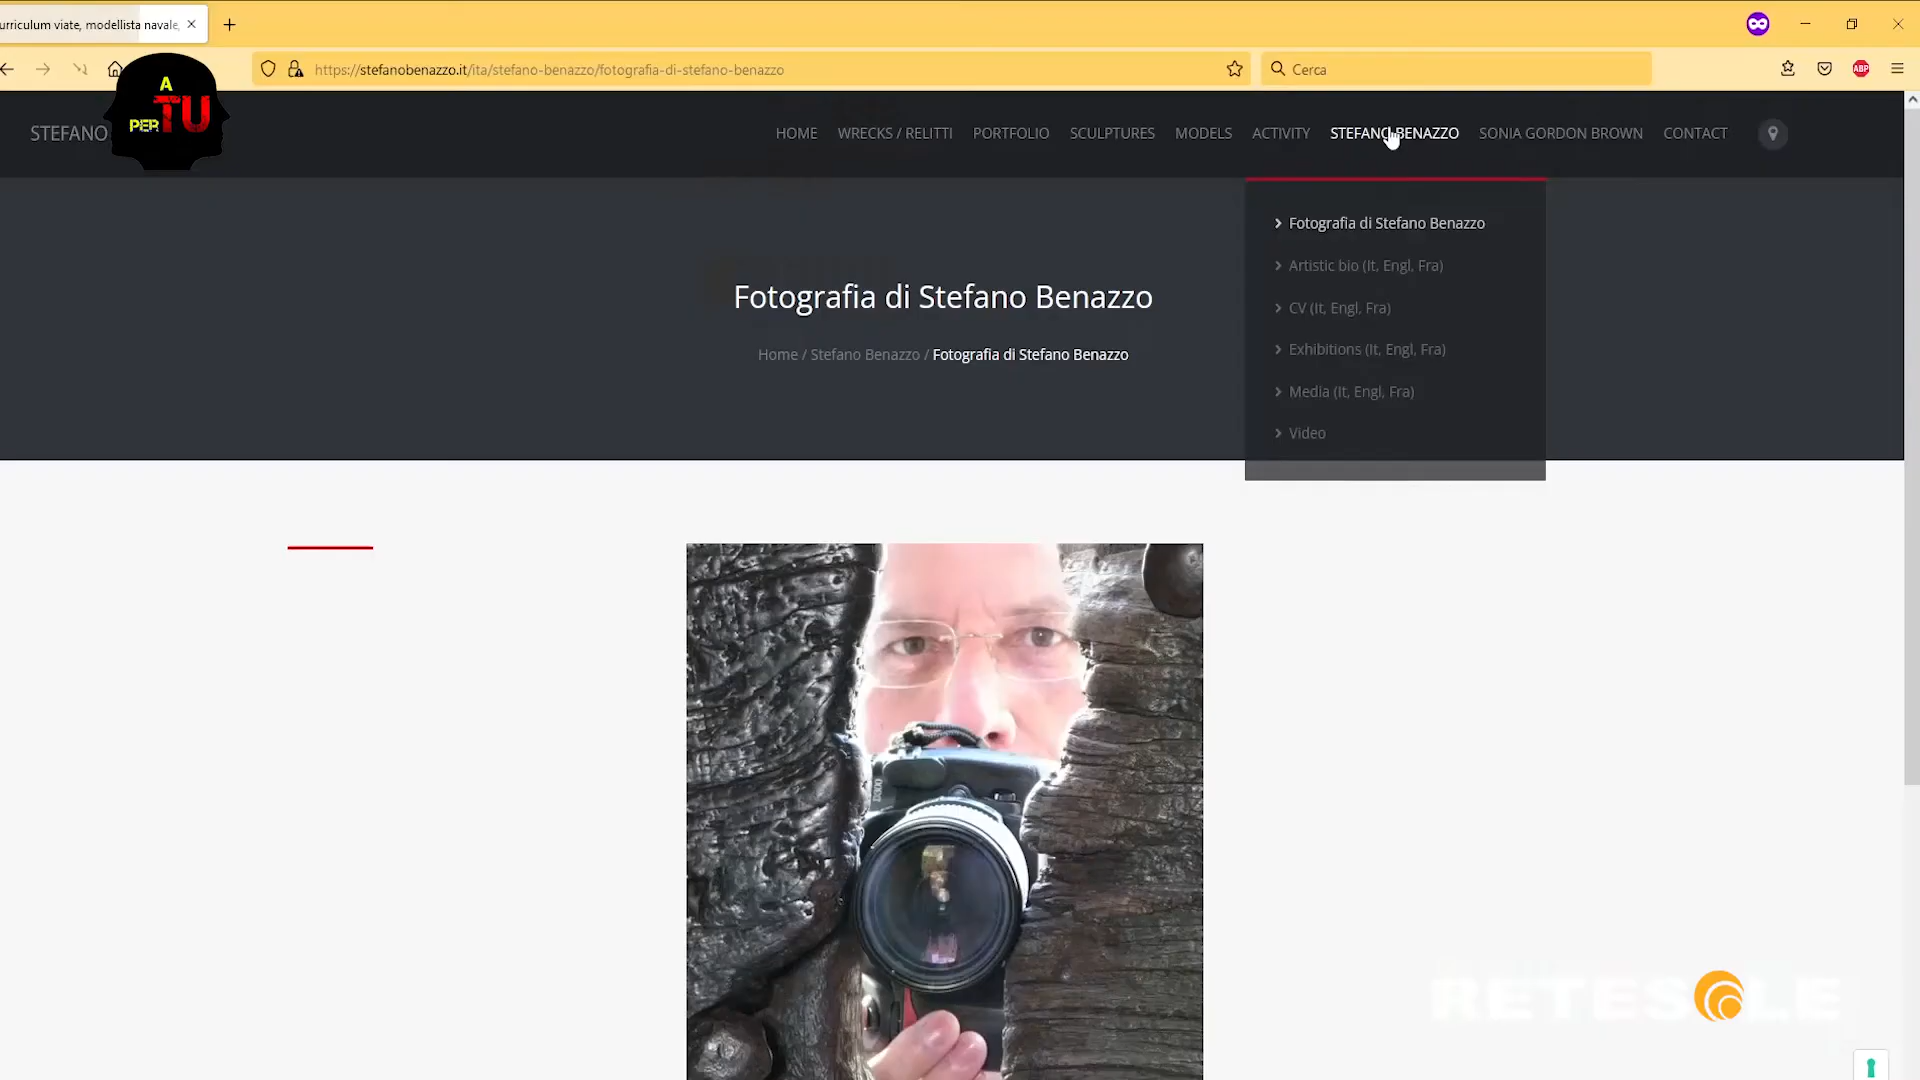 urriculum viate, modellista navale,
https://stefanobenazzo.it/ita/stefano-benazzo/fotografia-di-stefano-benazzo
Cerca
ABP
A
PER TU
STEFANO
HOME WRECKS / RELITTI PORTFOLIO SCULPTURES MODELS ACTIVITY STEFANO BENAZZO SONIA GORDON BROWN CONTACT
Fotografia di Stefano Benazzo
Artistic bio (It, Engl, Fra)
CV (It, Engl, Fra)
Exhibitions (It, Engl, Fra)
Media (It, Engl, Fra)
Video
Fotografia di Stefano Benazzo
Home / Stefano Benazzo / Fotografia di Stefano Benazzo
D300
RETESOLE